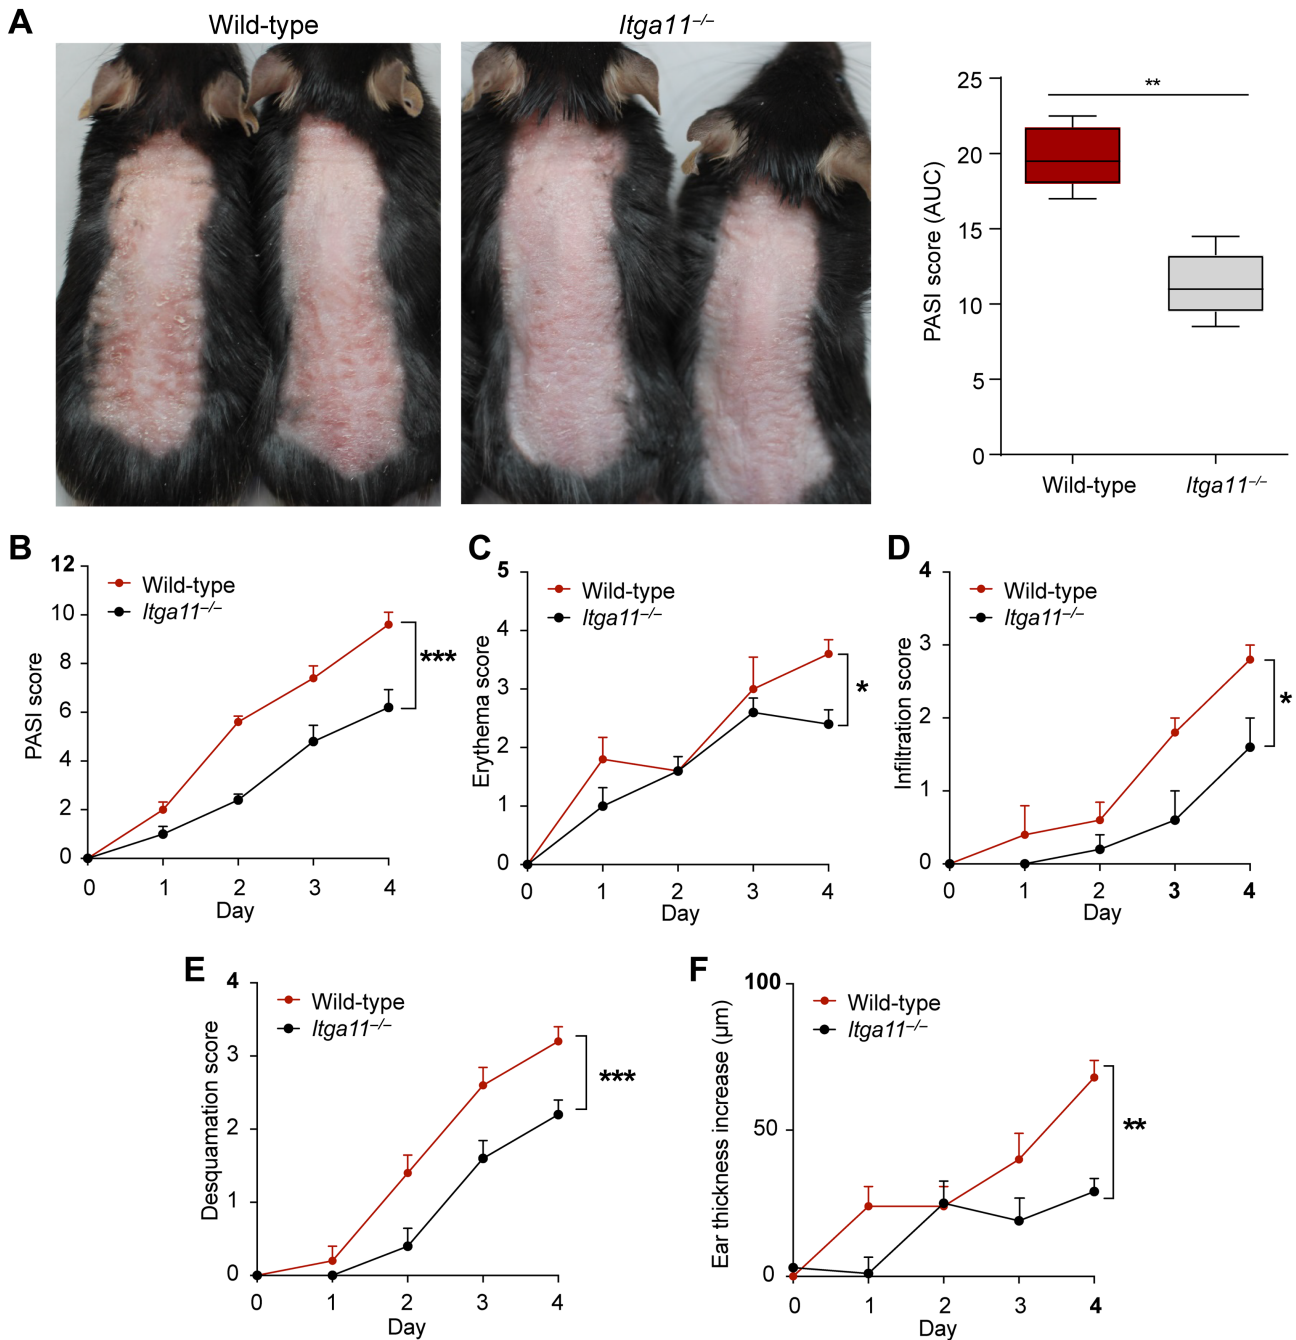 A
Wild-type
Itga11–/–
PASI score (AUC)
25
20
15
10
5
0
**
Wild-type
Itga11–/–
B
PASI score
12
10
8
6
4
2
0
Wild-type
Itga11–/–
***
0 1 2 3 4
Day
C
Erythema score
5
4
3
2
1
0
Wild-type
Itga11–/–
*
0 1 2 3 4
Day
D
Infiltration score
4
3
2
1
0
Wild-type
Itga11–/–
*
0 1 2 3 4
Day
E
Desquamation score
4
3
2
1
0
Wild-type
Itga11–/–
***
0 1 2 3 4
Day
F
Ear thickness increase (μm)
100
50
0
Wild-type
Itga11–/–
**
0 1 2 3 4
Day